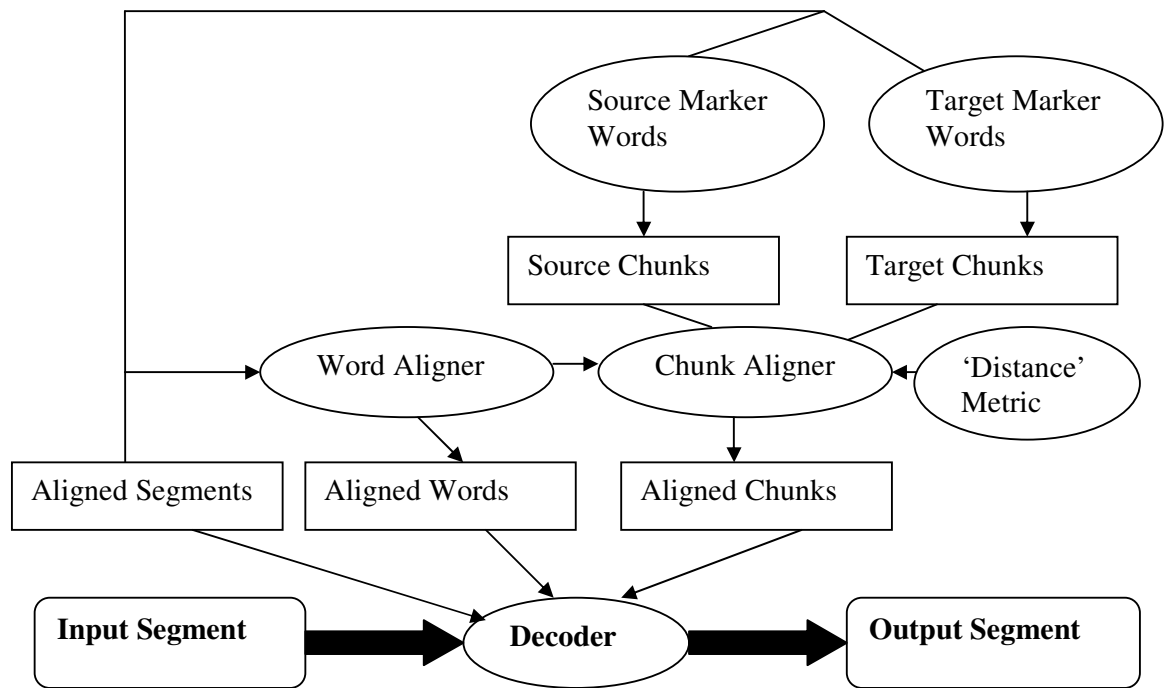 Source Marker
Words
Target Marker
Words
Source Chunks
Target Chunks
Word Aligner
Chunk Aligner
‘Distance’
Metric
Aligned Segments
Aligned Words
Aligned Chunks
Input Segment
Decoder
Output Segment